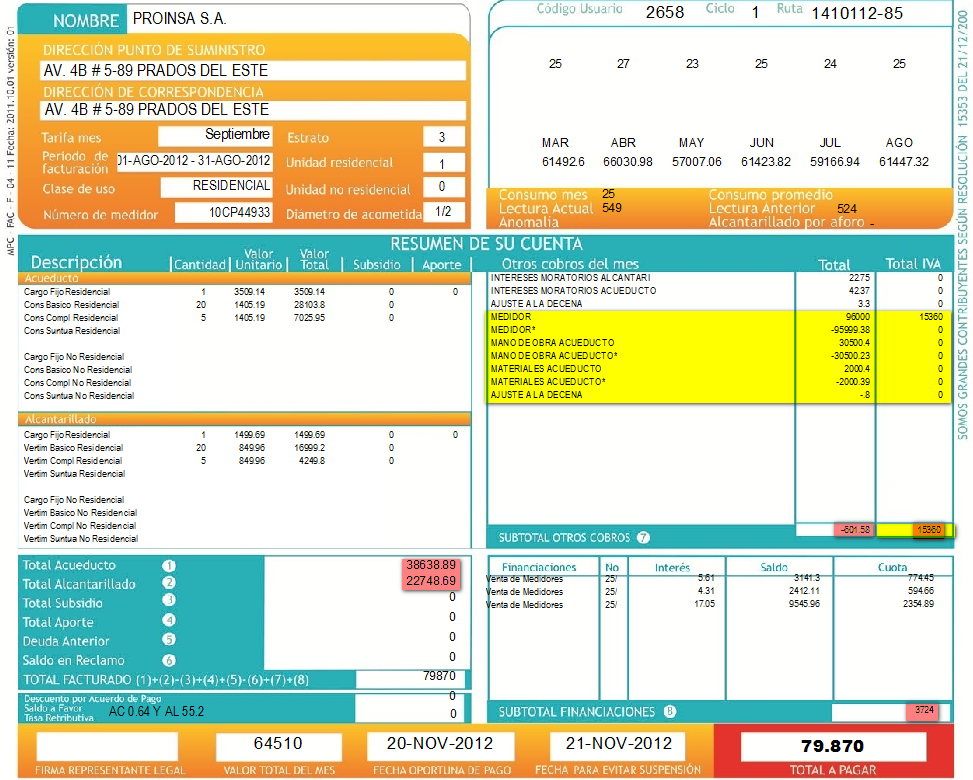 NOMBRE PROINSA S.A.
DIRECCIÓN PUNTO DE SUMINISTRO
AV. 4B # 5-89 PRADOS DEL ESTE
DIRECCIÓN DE CORRESPONDENCIA
AV. 4B # 5-89 PRADOS DEL ESTE
Tarifa mes Septiembre Estrato 3
Período de facturación 01-AGO-2012 - 31-AGO-2012 Unidad residencial 1
Clase de uso RESIDENCIAL Unidad no residencial 0
Número de medidor 10CP44933 Diametro de acometida 1/2
MPC - FAC - F - 04 - 11 Fecha: 2011.10.01 versión: 01
Código Usuario 2658 Ciclo 1 Ruta 1410112-85
25 27 23 25 24 25
MAR ABR MAY JUN JUL AGO
61492.6 66030.98 57007.06 61423.82 59166.94 61447.32
Consumo mes 25 Consumo promedio
Lectura Actual 549 Lectura Anterior 524
Anomalia Alcantarillado por aforo -
SOMOS GRANDES CONTRIBUYENTES SEGÚN RESOLUCIÓN 15353 DEL 21/12/200
RESUMEN DE SU CUENTA
Descripción Cantidad Valor Unitario Valor Total Subsidio Aporte
Acueducto
Cargo Fijo Residencial 1 3509.14 3509.14 0 0
Cons Basico Residencial 20 1405.19 28103.8 0
Cons Compl Residencial 5 1405.19 7025.95 0
Cons Suntua Residencial
Cargo Fijo No Residencial
Cons Basico No Residencial
Cons Compl No Residencial
Cons Suntua No Residencial
Alcantarillado
Cargo Fijo Residencial 1 1499.69 1499.69 0 0
Vertim Basico Residencial 20 849.96 16999.2 0
Vertim Compl Residencial 5 849.96 4249.8 0
Vertim Suntua Residencial
Cargo Fijo No Residencial
Vertim Basico No Residencial
Vertim Compl No Residencial
Vertim Suntua No Residencial
Otros cobros del mes Total Total IVA
INTERESES MORATORIOS ALCANTARI 2275 0
INTERESES MORATORIOS ACUEDUCTO 4237 0
AJUSTE A LA DECENA 3.3 0
MEDIDOR 96000 15360
MEDIDOR* -95999.38 0
MANO DE OBRA ACUEDUCTO 30500.4 0
MANO DE OBRA ACUEDUCTO* -30500.23 0
MATERIALES ACUEDUCTO 2000.4 0
MATERIALES ACUEDUCTO* -2000.39 0
AJUSTE A LA DECENA -.8 0
SUBTOTAL OTROS COBROS 7 -601.58 15360
Total Acueducto 1 38638.89
Total Alcantarillado 2 22748.69
Total Subsidio 3 0
Total Aporte 4 0
Deuda Anterior 5 0
Saldo en Reclamo 6 0
TOTAL FACTURADO (1)+(2)-(3)+(4)+(5)-(6)+(7)+(8) 79870
Descuento por Acuerdo de Pago 0
Saldo a Favor
Tasa Retributiva AC 0.64 Y AL 55.2 0
Financiaciones No Interés Saldo Cuota
Venta de Medidores 25/ 5.61 3141.3 774.45
Venta de Medidores 25/ 4.31 2412.11 594.66
Venta de Medidores 25/ 17.05 9545.96 2354.89
SUBTOTAL FINANCIACIONES 8 3724
64510 20-NOV-2012 21-NOV-2012 79.870
FIRMA REPRESENTANTE LEGAL VALOR TOTAL DEL MES FECHA OPORTUNA DE PAGO FECHA PARA EVITAR SUSPENSIÓN TOTAL A PAGAR